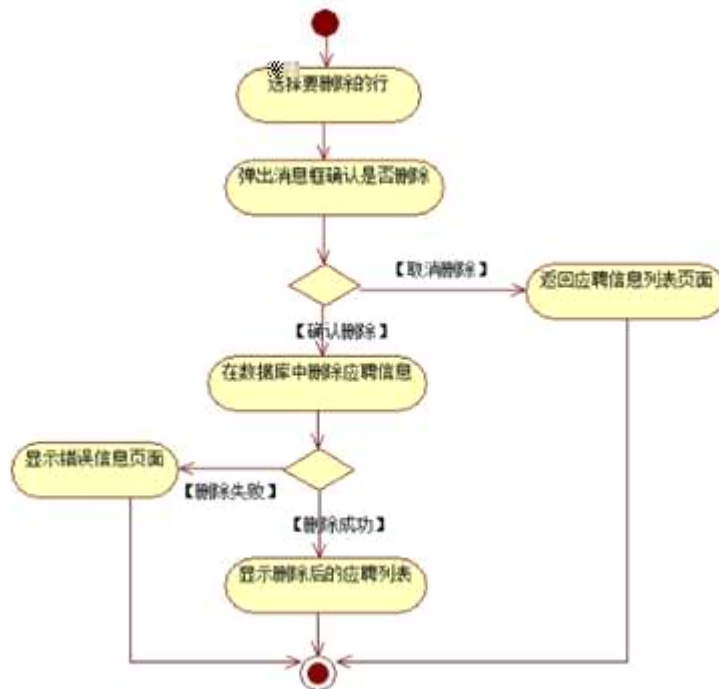 选择要删除的行
弹出消息框确认是否删除
【取消删除】
返回应聘信息列表页面
【确认删除】
在数据库中删除应聘信息
显示错误信息页面
【删除失败】
【删除成功】
显示删除后的应聘列表